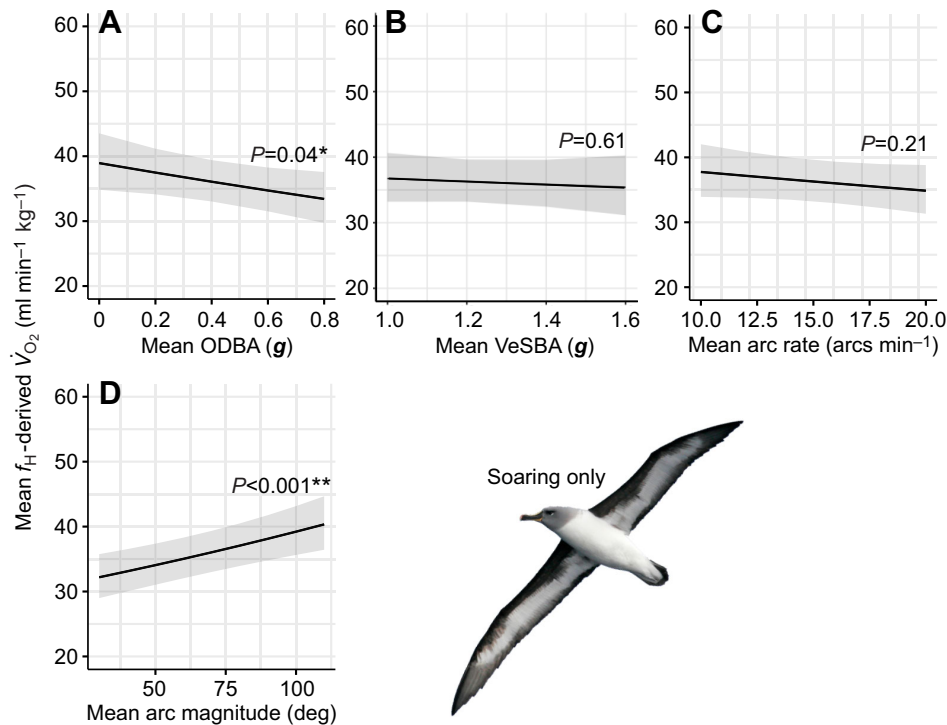 A
60
50
40
30
20
P=0.04*
0 0.2 0.4 0.6 0.8
Mean ODBA (g)
B
60
50
40
30
20
P=0.61
1.0 1.2 1.4 1.6
Mean VeSBA (g)
C
60
50
40
30
20
P=0.21
10.0 12.5 15.0 17.5 20.0
Mean arc rate (arcs min⁻¹)
Mean fH-derived V̇O₂ (ml min⁻¹ kg⁻¹)
D
60
50
40
30
20
P<0.001**
50 75 100
Mean arc magnitude (deg)
Soaring only